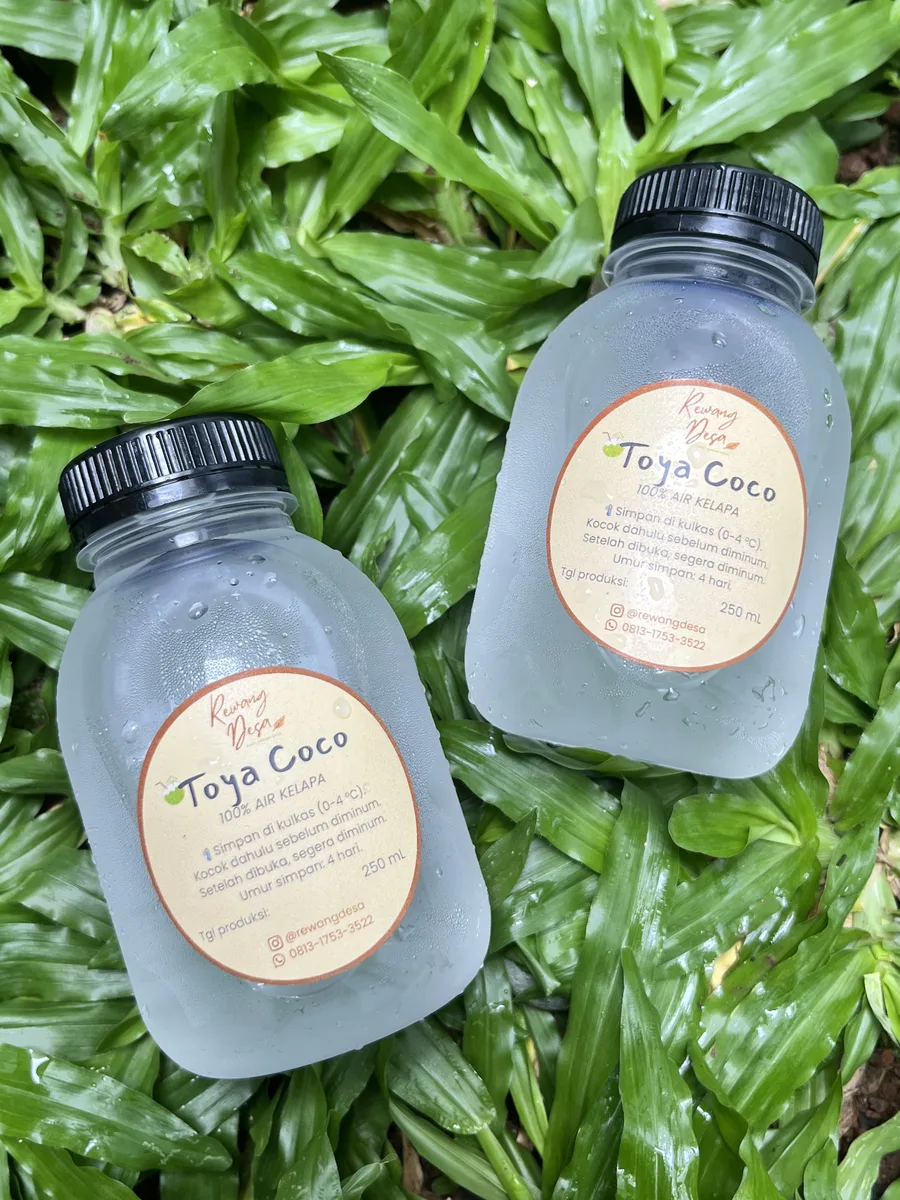 Rewang
Desa
Toya Coco
100% AIR KELAPA
Simpan di kulkas (0-4 °C).
Kocok dahulu sebelum diminum.
Setelah dibuka, segera diminum.
Umur simpan: 4 hari.
Tgl produksi:
250 mL
@rewangdesa
0813-1753-3522
Rewang
Desa
Toya Coco
100% AIR KELAPA
Simpan di kulkas (0-4 °C).
Kocok dahulu sebelum diminum.
Setelah dibuka, segera diminum.
Umur simpan: 4 hari.
250 mL
Tgl produksi:
@rewangdesa
0813-1753-3522